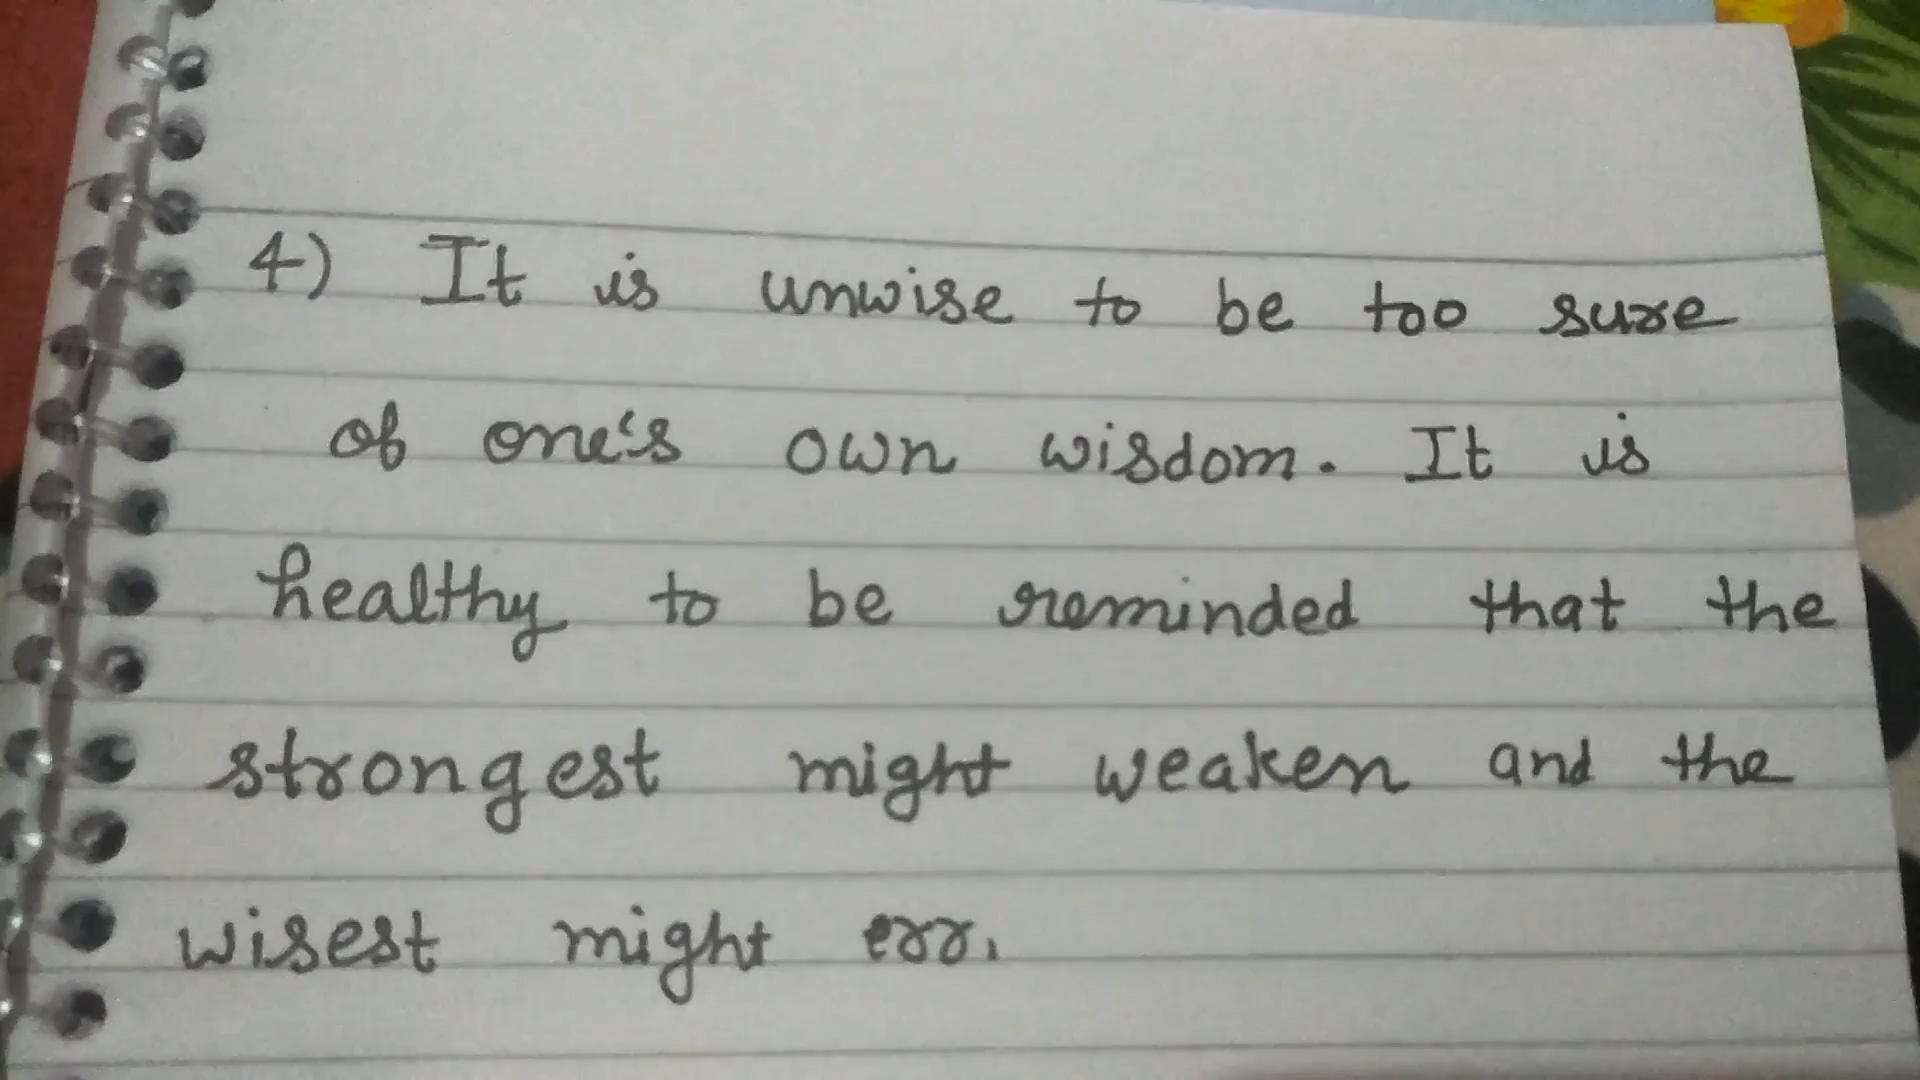 4) It is unwise to be too sure
of one's own wisdom. It is
healthy to be reminded that the
strongest might weaken and the
wisest might err.